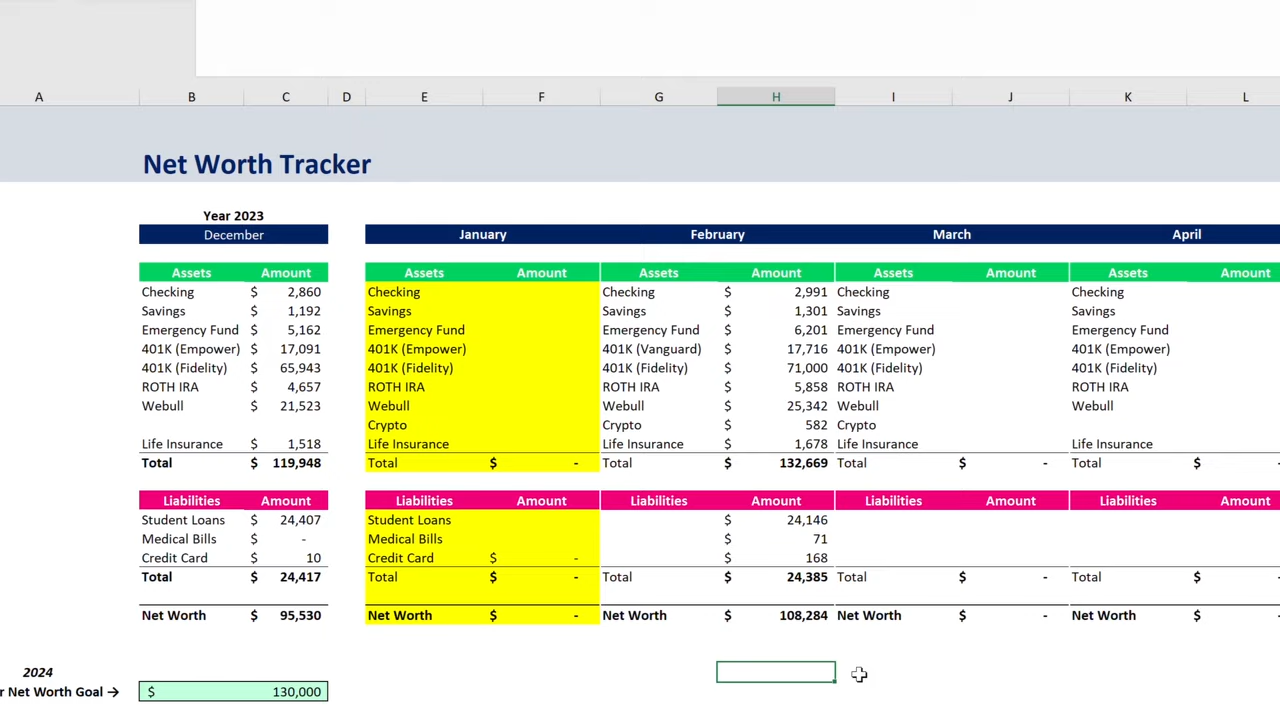 A B C D E F G H I J K L
Net Worth Tracker
Year 2023
December January February March April
Assets Amount Assets Amount Assets Amount Assets Amount Assets Amount
Checking $ 2,860 Checking Checking $ 2,991 Checking Checking
Savings $ 1,192 Savings Savings $ 1,301 Savings Savings
Emergency Fund $ 5,162 Emergency Fund Emergency Fund $ 6,201 Emergency Fund Emergency Fund
401K (Empower) $ 17,091 401K (Empower) 401K (Vanguard) $ 17,716 401K (Empower) 401K (Empower)
401K (Fidelity) $ 65,943 401K (Fidelity) 401K (Fidelity) $ 71,000 401K (Fidelity) 401K (Fidelity)
ROTH IRA $ 4,657 ROTH IRA ROTH IRA $ 5,858 ROTH IRA ROTH IRA
Webull $ 21,523 Webull Webull $ 25,342 Webull Webull
Crypto Crypto $ 582 Crypto
Life Insurance $ 1,518 Life Insurance Life Insurance $ 1,678 Life Insurance Life Insurance
Total $ 119,948 Total $ - Total $ 132,669 Total $ - Total $ -
Liabilities Amount Liabilities Amount Liabilities Amount Liabilities Amount Liabilities Amount
Student Loans $ 24,407 Student Loans $ 24,146
Medical Bills $ - Medical Bills $ 71
Credit Card $ 10 Credit Card $ - $ 168
Total $ 24,417 Total $ - Total $ 24,385 Total $ - Total $ -
Net Worth $ 95,530 Net Worth $ - Net Worth $ 108,284 Net Worth $ - Net Worth $ -
2024
r Net Worth Goal → $ 130,000